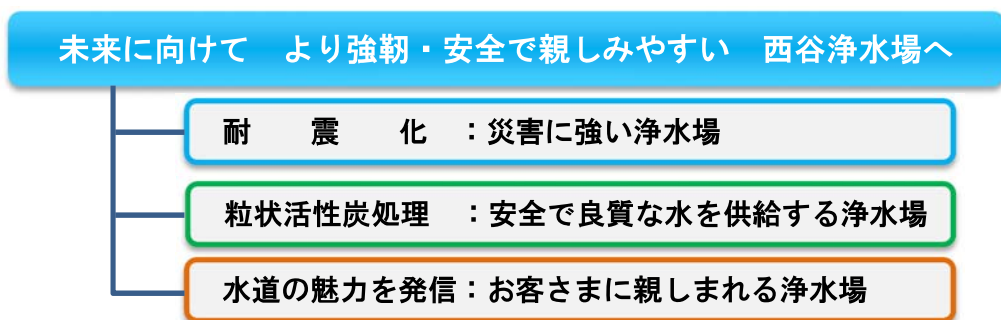 未来に向けて　より強靭・安全で親しみやすい　西谷浄水場へ
耐　震　化　：災害に強い浄水場
粒状活性炭処理　：安全で良質な水を供給する浄水場
水道の魅力を発信：お客さまに親しまれる浄水場